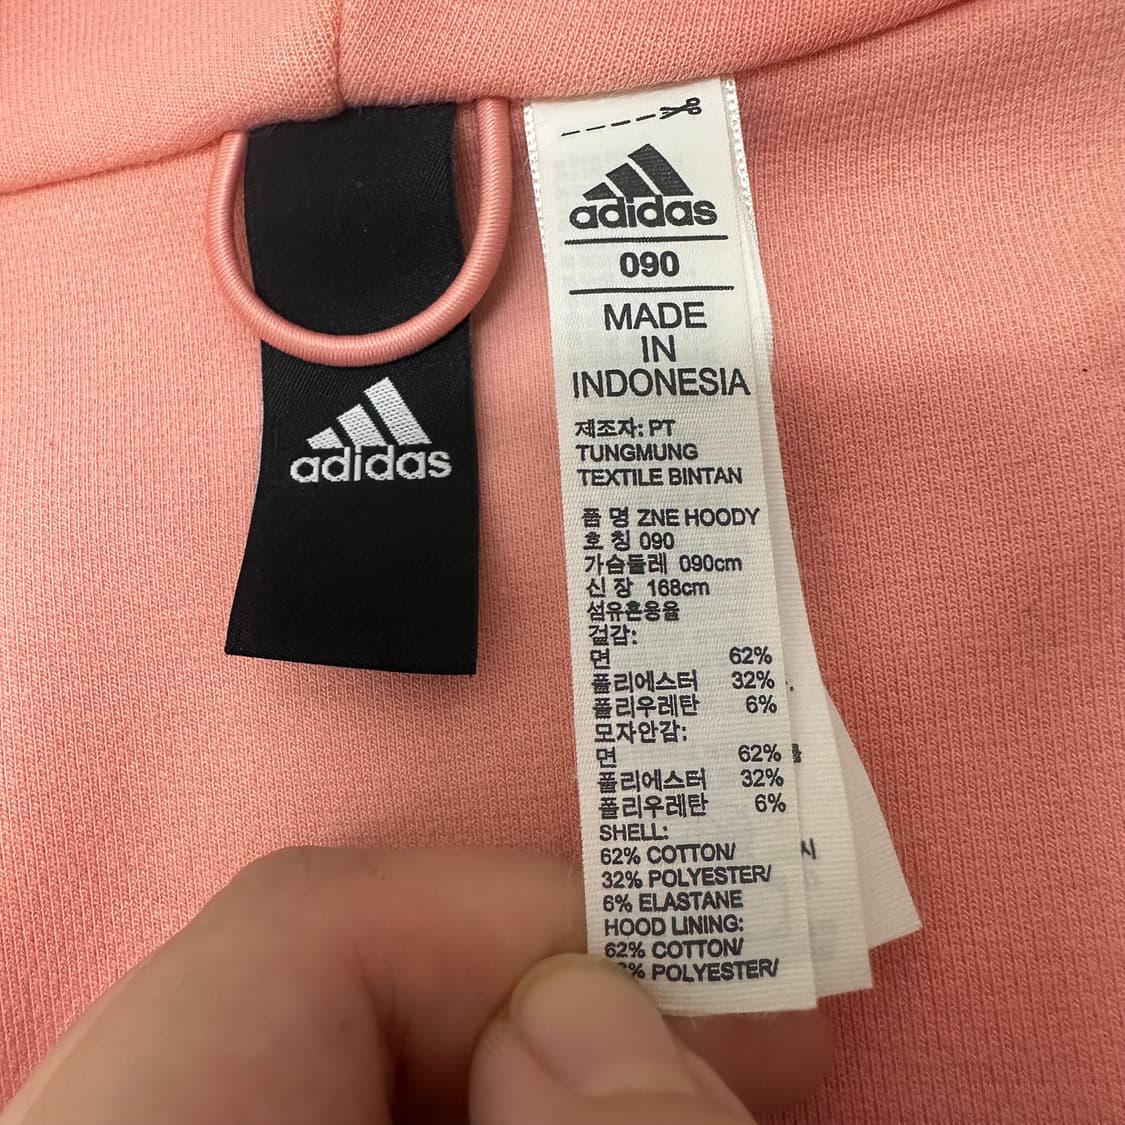 adidas
adidas
090
MADE
IN
INDONESIA
제조자: PT
TUNGMUNG
TEXTILE BINTAN
품 명 ZNE HOODY
호 칭 090
가슴둘레 090cm
신 장 168cm
섬유혼용율
겉감:
면 62%
폴리에스터 32%
폴리우레탄 6%
모자안감:
면 62%
폴리에스터 32%
폴리우레탄 6%
SHELL:
62% COTTON/
32% POLYESTER/
6% ELASTANE
HOOD LINING:
62% COTTON/
% POLYESTER/